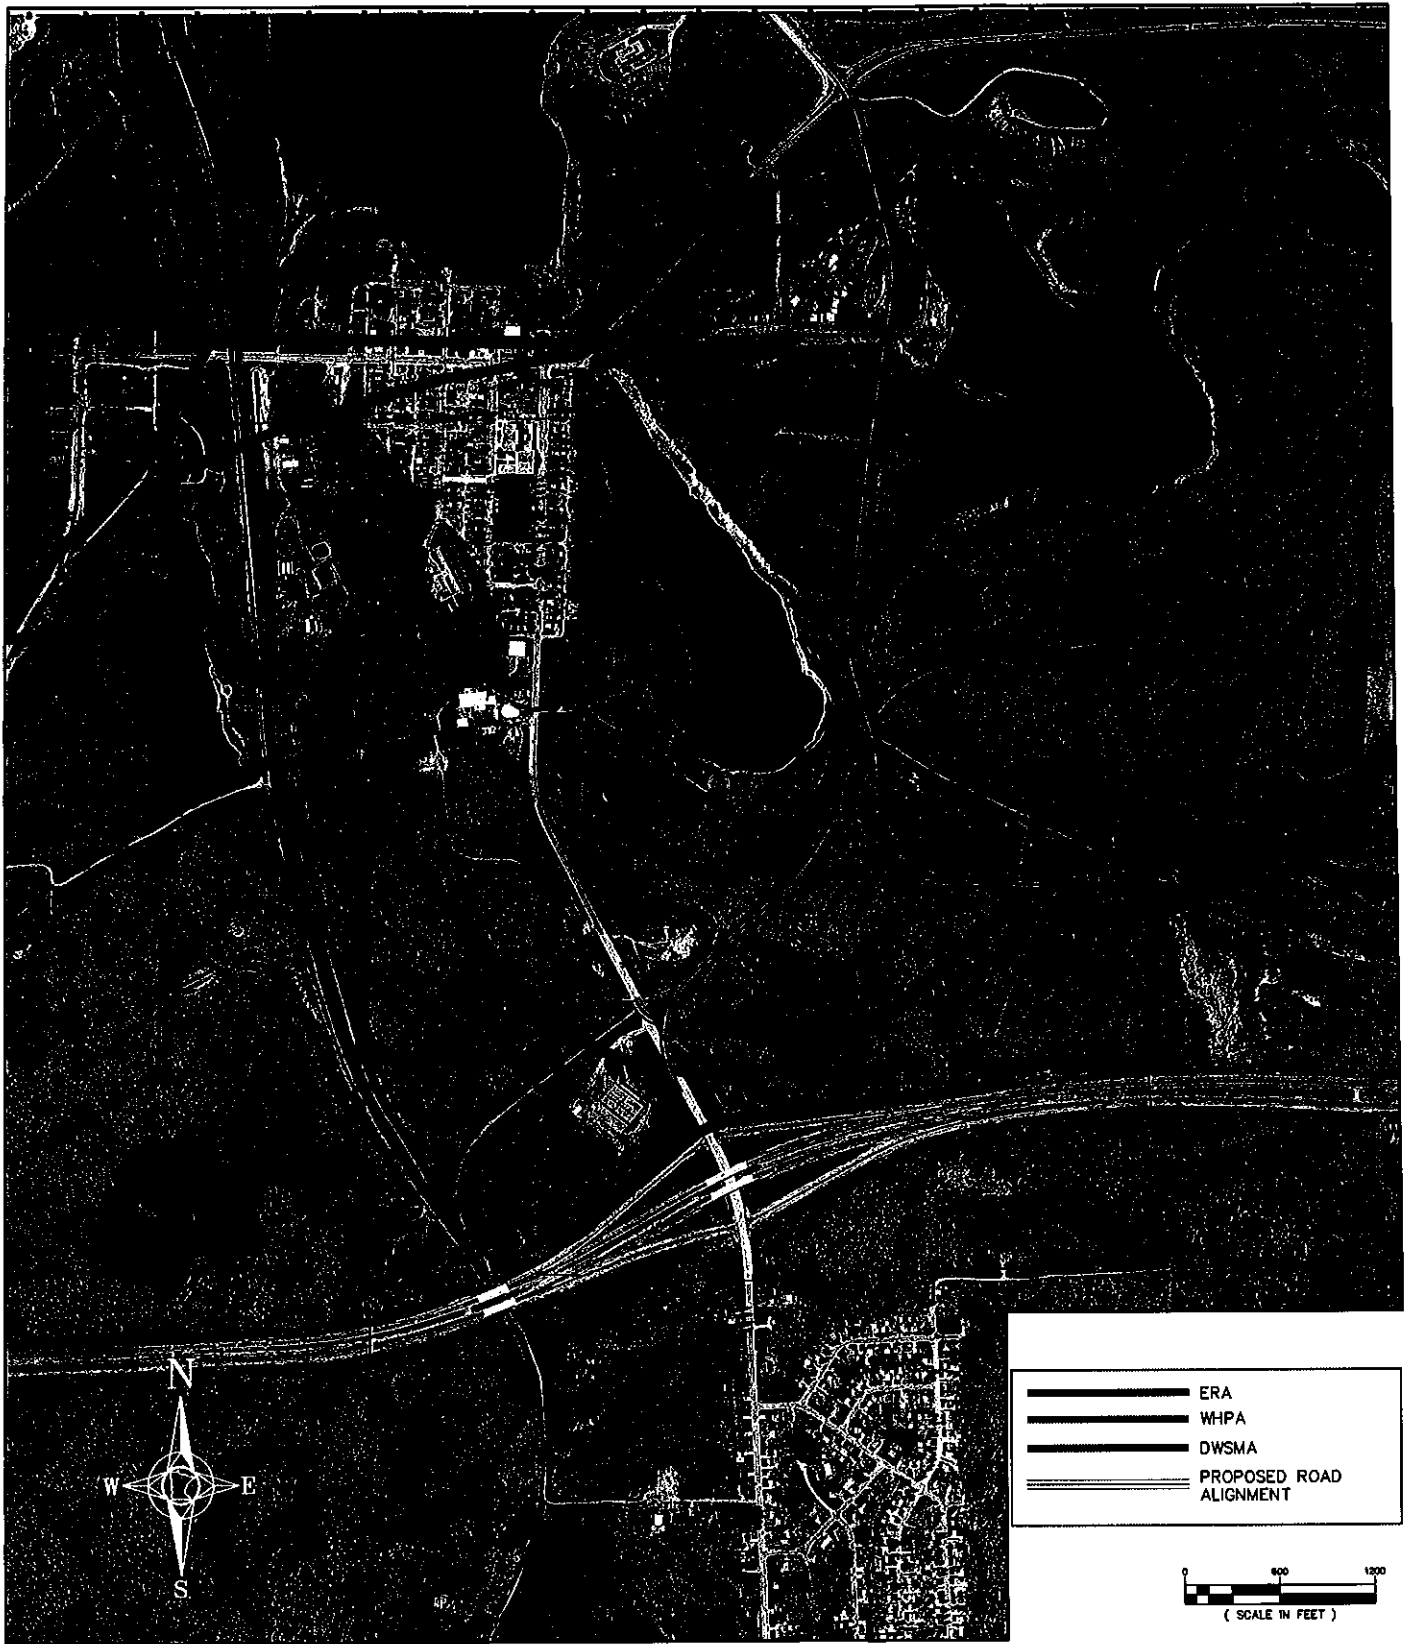 N
W E
S
ERA
WHPA
DWSMA
PROPOSED ROAD
ALIGNMENT
0 600 1200
( SCALE IN FEET )